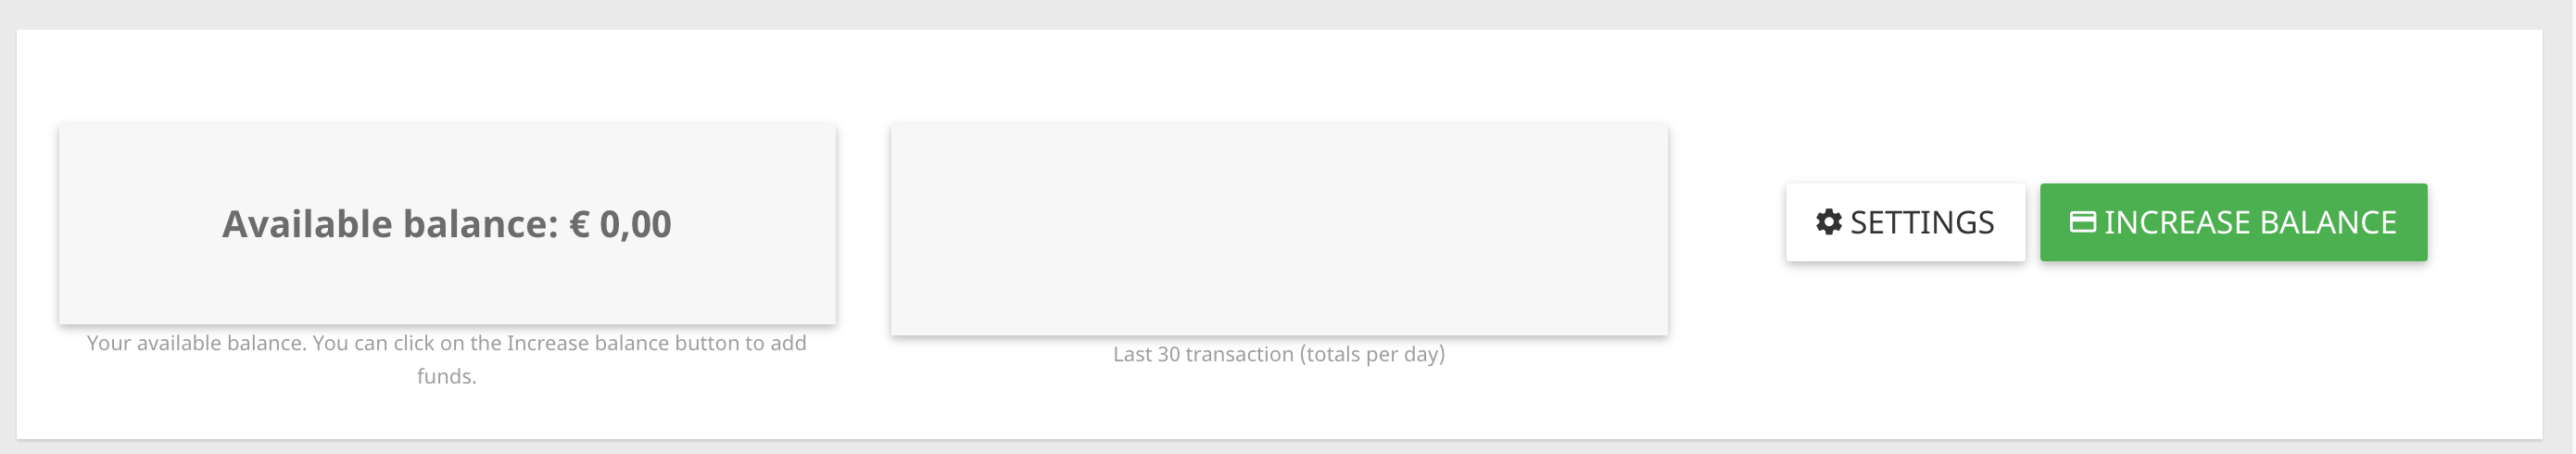 Available balance: € 0,00
Your available balance. You can click on the Increase balance button to add
funds.
Last 30 transaction (totals per day)
SETTINGS
INCREASE BALANCE